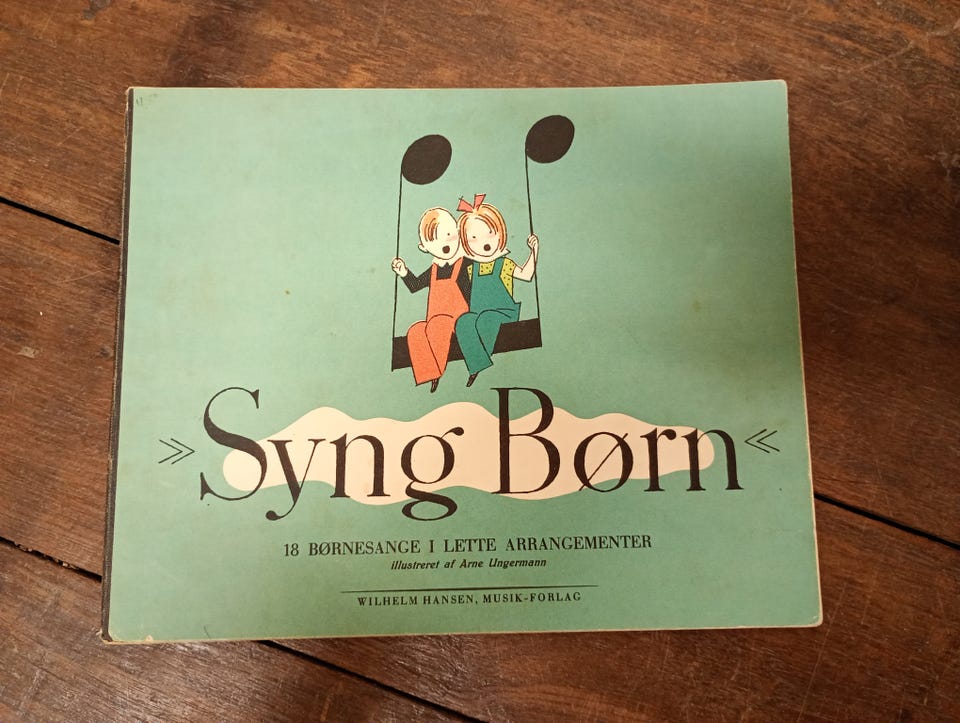 »Syng Børn«
18 BØRNESANGE I LETTE ARRANGEMENTER
illustreret af Arne Ungermann
WILHELM HANSEN, MUSIK-FORLAG